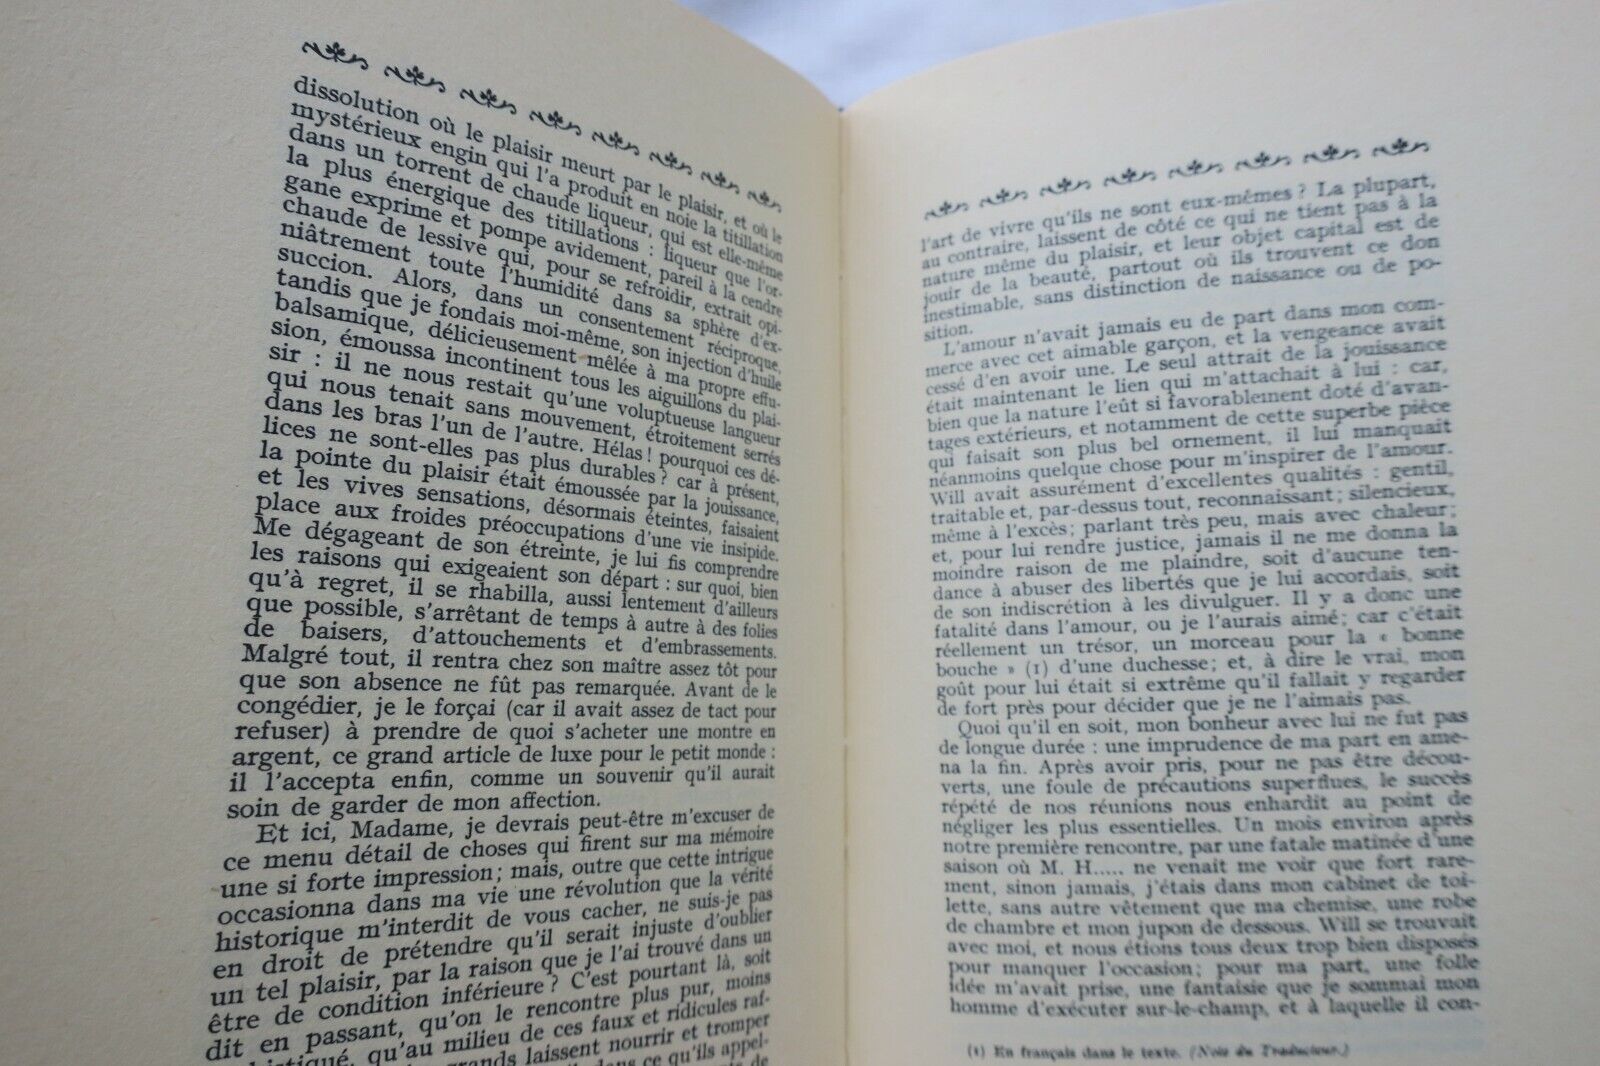 dissolution où le plaisir meurt par le plaisir, et où le
mystérieux engin qui l'a produit en noie la titillation
dans un torrent de chaude liqueur, qui est elle-même
la plus énergique des titillations : liqueur que l'or-
gane exprime et pompe avidement, pareil à la cendre
chaude de lessive qui, pour se refroidir, extrait opi-
niâtrement toute l'humidité dans sa sphère d'ex-
succion. Alors, dans un consentement réciproque,
tandis que je fondais moi-même, son injection d'huile
balsamique, délicieusement mêlée à ma propre effu-
sion, émoussa incontinent tous les aiguillons du plai-
sir : il ne nous restait qu'une voluptueuse langueur
qui nous tenait sans mouvement, étroitement serrés
dans les bras l'un de l'autre. Hélas ! pourquoi ces dé-
lices ne sont-elles pas plus durables ? car à présent,
la pointe du plaisir était émoussée par la jouissance,
et les vives sensations, désormais éteintes, faisaient
place aux froides préoccupations d'une vie insipide.
Me dégageant de son étreinte, je lui fis comprendre
les raisons qui exigeaient son départ : sur quoi, bien
qu'à regret, il se rhabilla, aussi lentement d'ailleurs
que possible, s'arrêtant de temps à autre à des folies
de baisers, d'attouchements et d'embrassements.
Malgré tout, il rentra chez son maître assez tôt pour
que son absence ne fût pas remarquée. Avant de le
congédier, je le forçai (car il avait assez de tact pour
refuser) à prendre de quoi s'acheter une montre en
argent, ce grand article de luxe pour le petit monde :
il l'accepta enfin, comme un souvenir qu'il aurait
soin de garder de mon affection.
Et ici, Madame, je devrais peut-être m'excuser de
ce menu détail de choses qui firent sur ma mémoire
une si forte impression ; mais, outre que cette intrigue
occasionna dans ma vie une révolution que la vérité
historique m'interdit de vous cacher, ne suis-je pas
en droit de prétendre qu'il serait injuste d'oublier
un tel plaisir, par la raison que je l'ai trouvé dans un
être de condition inférieure ? C'est pourtant là, soit
dit en passant, qu'on le rencontre plus pur, moins
qu'au milieu de ces faux et ridicules raf-
grands laissent nourrir et tromper
dans ce qu'ils appel-
l'art de vivre qu'ils ne sont eux-mêmes ? La plupart,
au contraire, laissent de côté ce qui ne tient pas à la
nature même du plaisir, et leur objet capital est de
jouir de la beauté, partout où ils trouvent ce don
inestimable, sans distinction de naissance ou de po-
sition.
L'amour n'avait jamais eu de part dans mon com-
merce avec cet aimable garçon, et la vengeance avait
cessé d'en avoir une. Le seul attrait de la jouissance
était maintenant le lien qui m'attachait à lui : car,
bien que la nature l'eût si favorablement doté d'avan-
tages extérieurs, et notamment de cette superbe pièce
qui faisait son plus bel ornement, il lui manquait
néanmoins quelque chose pour m'inspirer de l'amour.
Will avait assurément d'excellentes qualités : gentil,
traitable et, par-dessus tout, reconnaissant ; silencieux,
même à l'excès ; parlant très peu, mais avec chaleur ;
et, pour lui rendre justice, jamais il ne me donna la
moindre raison de me plaindre, soit d'aucune ten-
dance à abuser des libertés que je lui accordais, soit
de son indiscrétion à les divulguer. Il y a donc une
fatalité dans l'amour, ou je l'aurais aimé ; car c'était
réellement un trésor, un morceau pour la « bonne
bouche » (1) d'une duchesse ; et, à dire le vrai, mon
goût pour lui était si extrême qu'il fallait y regarder
de fort près pour décider que je ne l'aimais pas.
Quoi qu'il en soit, mon bonheur avec lui ne fut pas
de longue durée : une imprudence de ma part en ame-
na la fin. Après avoir pris, pour ne pas être décou-
verts, une foule de précautions superflues, le succès
répété de nos réunions nous enhardit au point de
négliger les plus essentielles. Un mois environ après
notre première rencontre, par une fatale matinée d'une
saison où M. H..... ne venait me voir que fort rare-
ment, sinon jamais, j'étais dans mon cabinet de toi-
lette, sans autre vêtement que ma chemise, une robe
de chambre et mon jupon de dessous. Will se trouvait
avec moi, et nous étions tous deux trop bien disposés
pour manquer l'occasion ; pour ma part, une folle
idée m'avait prise, une fantaisie que je sommai mon
homme d'exécuter sur-le-champ, et à laquelle il con-
(1) En français dans le texte. (Note du Traducteur.)